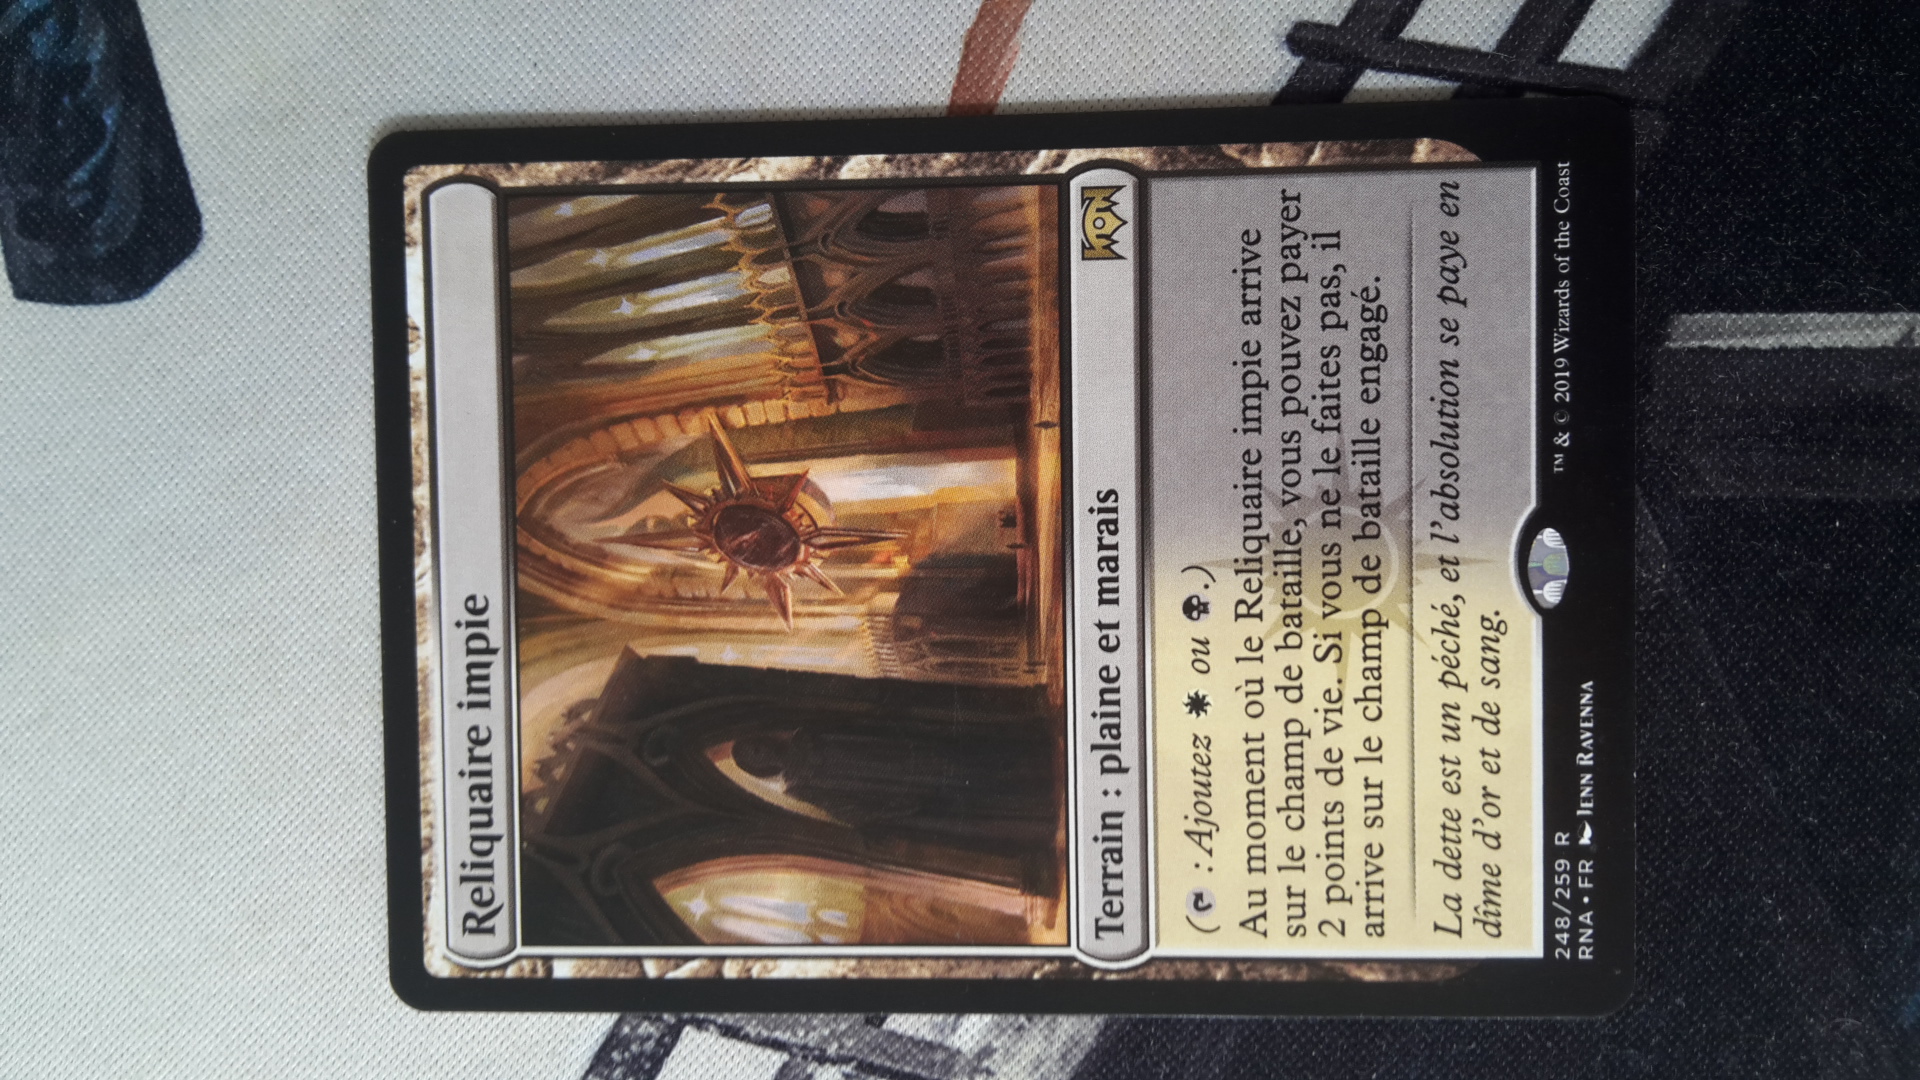 Reliquaire impie
Terrain : plaine et marais
( : Ajoutez ou .)
Au moment où le Reliquaire impie arrive
sur le champ de bataille, vous pouvez payer
2 points de vie. Si vous ne le faites pas, il
arrive sur le champ de bataille engagé.
La dette est un péché, et l'absolution se paye en
dîme d'or et de sang.
248/259 R
RNA • FR JENN RAVENNA
™ & © 2019 Wizards of the Coast